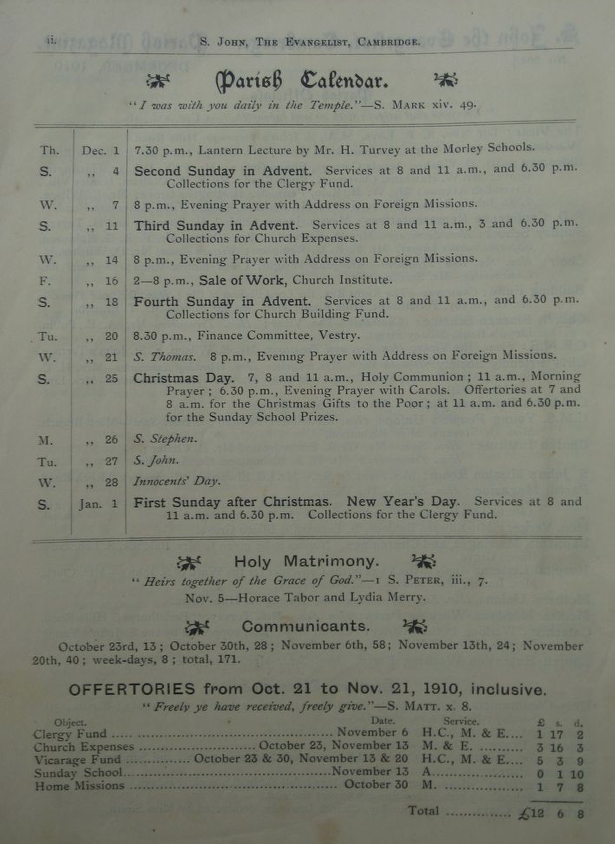 ii.
S. JOHN, THE EVANGELIST, CAMBRIDGE.
Parish Calendar.
"I was with you daily in the Temple."—S. MARK xiv. 49.
Th. Dec. 1 7.30 p.m., Lantern Lecture by Mr. H. Turvey at the Morley Schools.
S. ,, 4 Second Sunday in Advent. Services at 8 and 11 a.m., and 6.30 p.m.
Collections for the Clergy Fund.
W. ,, 7 8 p.m., Evening Prayer with Address on Foreign Missions.
S. ,, 11 Third Sunday in Advent. Services at 8 and 11 a.m., 3 and 6.30 p.m.
Collections for Church Expenses.
W. ,, 14 8 p.m., Evening Prayer with Address on Foreign Missions.
F. ,, 16 2—8 p.m., Sale of Work, Church Institute.
S. ,, 18 Fourth Sunday in Advent. Services at 8 and 11 a.m., and 6.30 p.m.
Collections for Church Building Fund.
Tu. ,, 20 8.30 p.m., Finance Committee, Vestry.
W. ,, 21 S. Thomas. 8 p.m., Evening Prayer with Address on Foreign Missions.
S. ,, 25 Christmas Day. 7, 8 and 11 a.m., Holy Communion; 11 a.m., Morning
Prayer; 6.30 p.m., Evening Prayer with Carols. Offertories at 7 and
8 a.m. for the Christmas Gifts to the Poor; at 11 a.m. and 6.30 p.m.
for the Sunday School Prizes.
M. ,, 26 S. Stephen.
Tu. ,, 27 S. John.
W. ,, 28 Innocents' Day.
S. Jan. 1 First Sunday after Christmas. New Year's Day. Services at 8 and
11 a.m. and 6.30 p.m. Collections for the Clergy Fund.
Holy Matrimony.
"Heirs together of the Grace of God."—1 S. PETER, iii., 7.
Nov. 5—Horace Tabor and Lydia Merry.
Communicants.
October 23rd, 13; October 30th, 28; November 6th, 58; November 13th, 24; November
20th, 40; week-days, 8; total, 171.
OFFERTORIES from Oct. 21 to Nov. 21, 1910, inclusive.
"Freely ye have received, freely give."—S. MATT. x. 8.
Object. Date. Service. £ s. d.
Clergy Fund ..... November 6 H.C., M. & E.... 1 17 2
Church Expenses ..... October 23, November 13 M. & E. .......... 3 16 3
Vicarage Fund ..... October 23 & 30, November 13 & 20 H.C., M. & E.... 5 3 9
Sunday School..... November 13 A. .......... 0 1 10
Home Missions ..... October 30 M. .......... 1 7 8
Total ............... £12 6 8